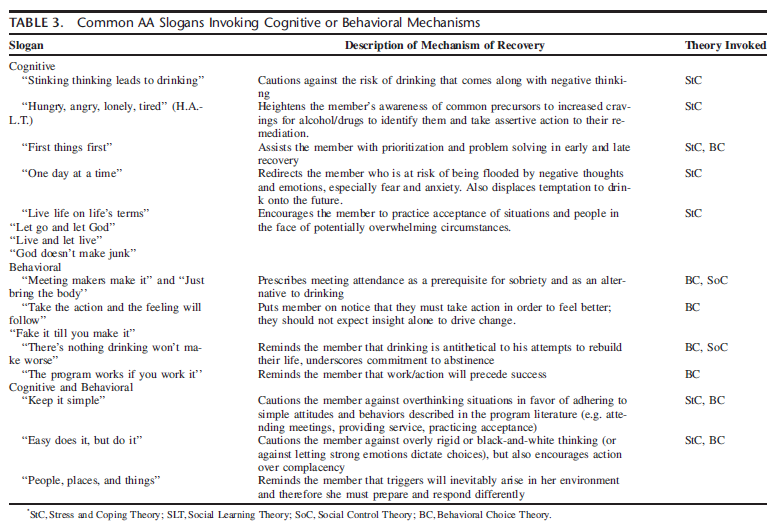 TABLE 3. Common AA Slogans Invoking Cognitive or Behavioral Mechanisms
Slogan Description of Mechanism of Recovery Theory Invoked
Cognitive
“Stinking thinking leads to drinking” Cautions against the risk of drinking that comes along with negative thinki- StC
ng
“Hungry, angry, lonely, tired” (H.A.- Heightens the member’s awareness of common precursors to increased crav- StC
L.T.) ings for alcohol/drugs to identify them and take assertive action to their re-
mediation.
“First things first” Assists the member with prioritization and problem solving in early and late StC, BC
recovery
“One day at a time” Redirects the member who is at risk of being flooded by negative thoughts StC
and emotions, especially fear and anxiety. Also displaces temptation to drin-
k onto the future.
“Live life on life’s terms” Encourages the member to practice acceptance of situations and people in StC
“Let go and let God” the face of potentially overwhelming circumstances.
“Live and let live”
“God doesn’t make junk”
Behavioral
“Meeting makers make it” and “Just Prescribes meeting attendance as a prerequisite for sobriety and as an alter- BC, SoC
bring the body’’ native to drinking
“Take the action and the feeling will Puts member on notice that they must take action in order to feel better; BC
follow” they should not expect insight alone to drive change.
“Fake it till you make it”
“There’s nothing drinking won’t ma- Reminds the member that drinking is antithetical to his attempts to rebuild BC, SoC
ke worse” their life, underscores commitment to abstinence
“The program works if you work it’’ Reminds the member that work/action will precede success BC
Cognitive and Behavioral
“Keep it simple” Cautions the member against overthinking situations in favor of adhering to StC, BC
simple attitudes and behaviors described in the program literature (e.g. atte-
nding meetings, providing service, practicing acceptance)
“Easy does it, but do it” Cautions the member against overly rigid or black-and-white thinking (or StC, BC
against letting strong emotions dictate choices), but also encourages action
over complacency
“People, places, and things” Reminds the member that triggers will inevitably arise in her environment
and therefore she must prepare and respond differently
*StC, Stress and Coping Theory; SLT, Social Learning Theory; SoC, Social Control Theory; BC, Behavioral Choice Theory.